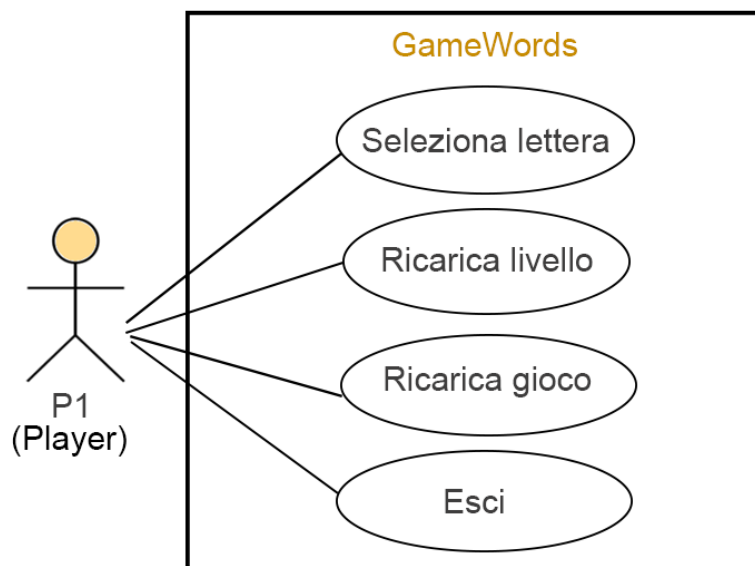 GameWords
Seleziona lettera
Ricarica livello
Ricarica gioco
Esci
P1
(Player)